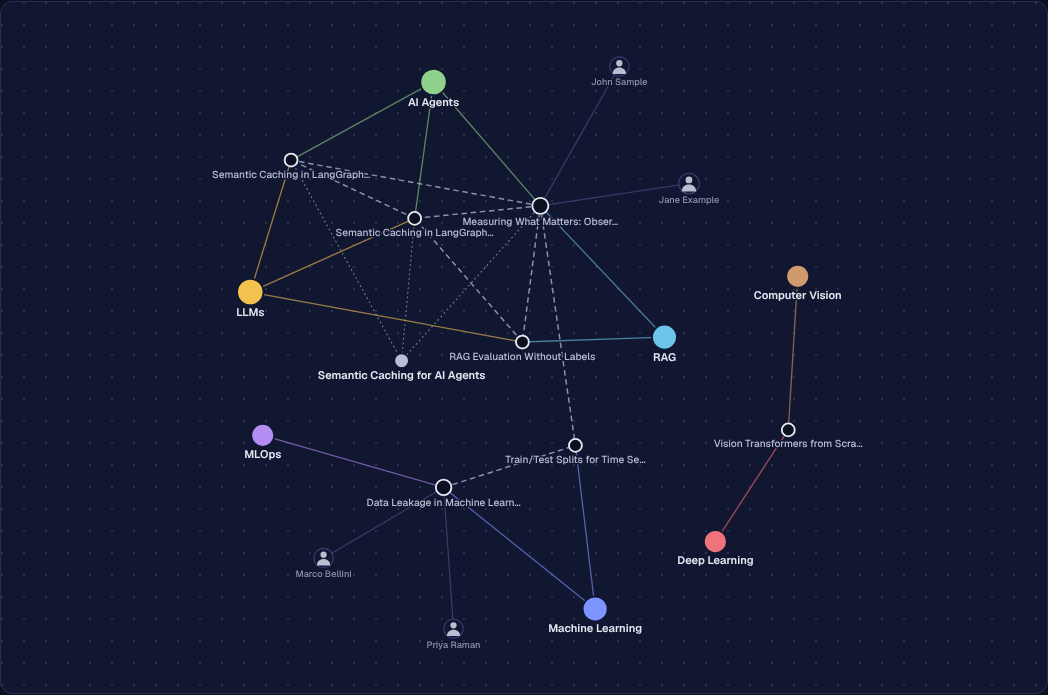 John Sample
AI Agents
Semantic Caching in LangGraph…
Jane Example
Measuring What Matters: Obser…
Semantic Caching in LangGraph…
Computer Vision
LLMs
RAG Evaluation Without Labels
RAG
Semantic Caching for AI Agents
Vision Transformers from Scra…
MLOps
Train/Test Splits for Time Se…
Data Leakage in Machine Learn…
Deep Learning
Marco Bellini
Machine Learning
Priya Raman